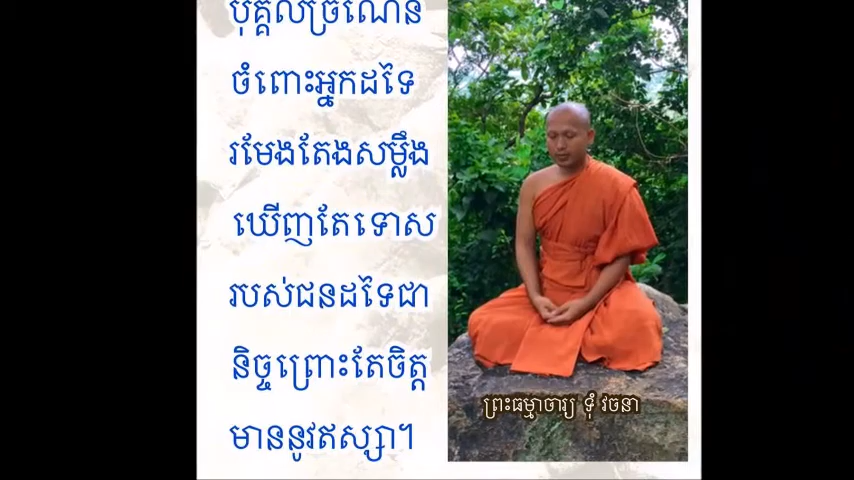 បុគ្គលច្រណែន
ចំពោះអ្នកដទៃ
រមែងតែងសម្លឹង
ឃើញតែទោស
របស់ជនដទៃជា
និច្ចព្រោះតែចិត្ត
មាននូវឥស្សា។
ព្រះធម្មាចារ្យ ទុំ វចនា